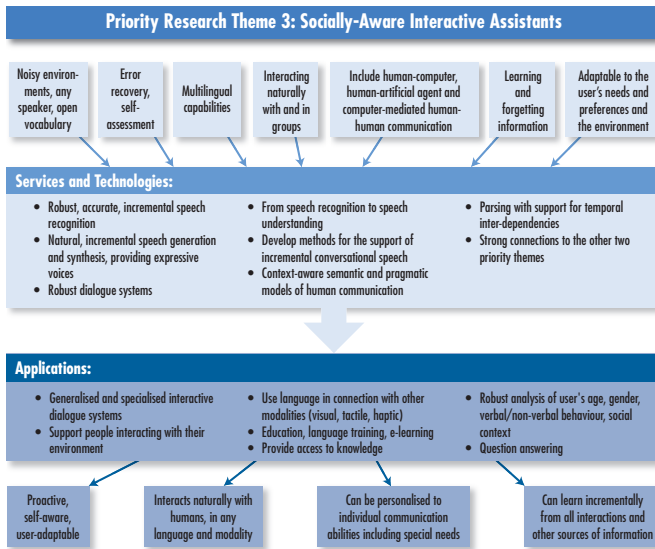 Priority Research Theme 3: Socially-Aware Interactive Assistants
Noisy environ-
ments, any
speaker, open
vocabulary
Error
recovery,
self-
assessment
Multilingual
capabilities
Interacting
naturally
with and in
groups
Include human-computer,
human-artificial agent and
computer-mediated human-
human communication
Learning
and
forgetting
information
Adaptable to the
user's needs and
preferences and
the environment
Services and Technologies:
• Robust, accurate, incremental speech
recognition
• Natural, incremental speech generation
and synthesis, providing expressive
voices
• Robust dialogue systems
• From speech recognition to speech
understanding
• Develop methods for the support of
incremental conversational speech
• Context-aware semantic and pragmatic
models of human communication
• Parsing with support for temporal
inter-dependencies
• Strong connections to the other two
priority themes
Applications:
• Generalised and specialised interactive
dialogue systems
• Support people interacting with their
environment
• Use language in connection with other
modalities (visual, tactile, haptic)
• Education, language training, e-learning
• Provide access to knowledge
• Robust analysis of user's age, gender,
verbal/non-verbal behaviour, social
context
• Question answering
Proactive,
self-aware,
user-adaptable
Interacts naturally with
humans, in any
language and modality
Can be personalised to
individual communication
abilities including special needs
Can learn incrementally
from all interactions and
other sources of information